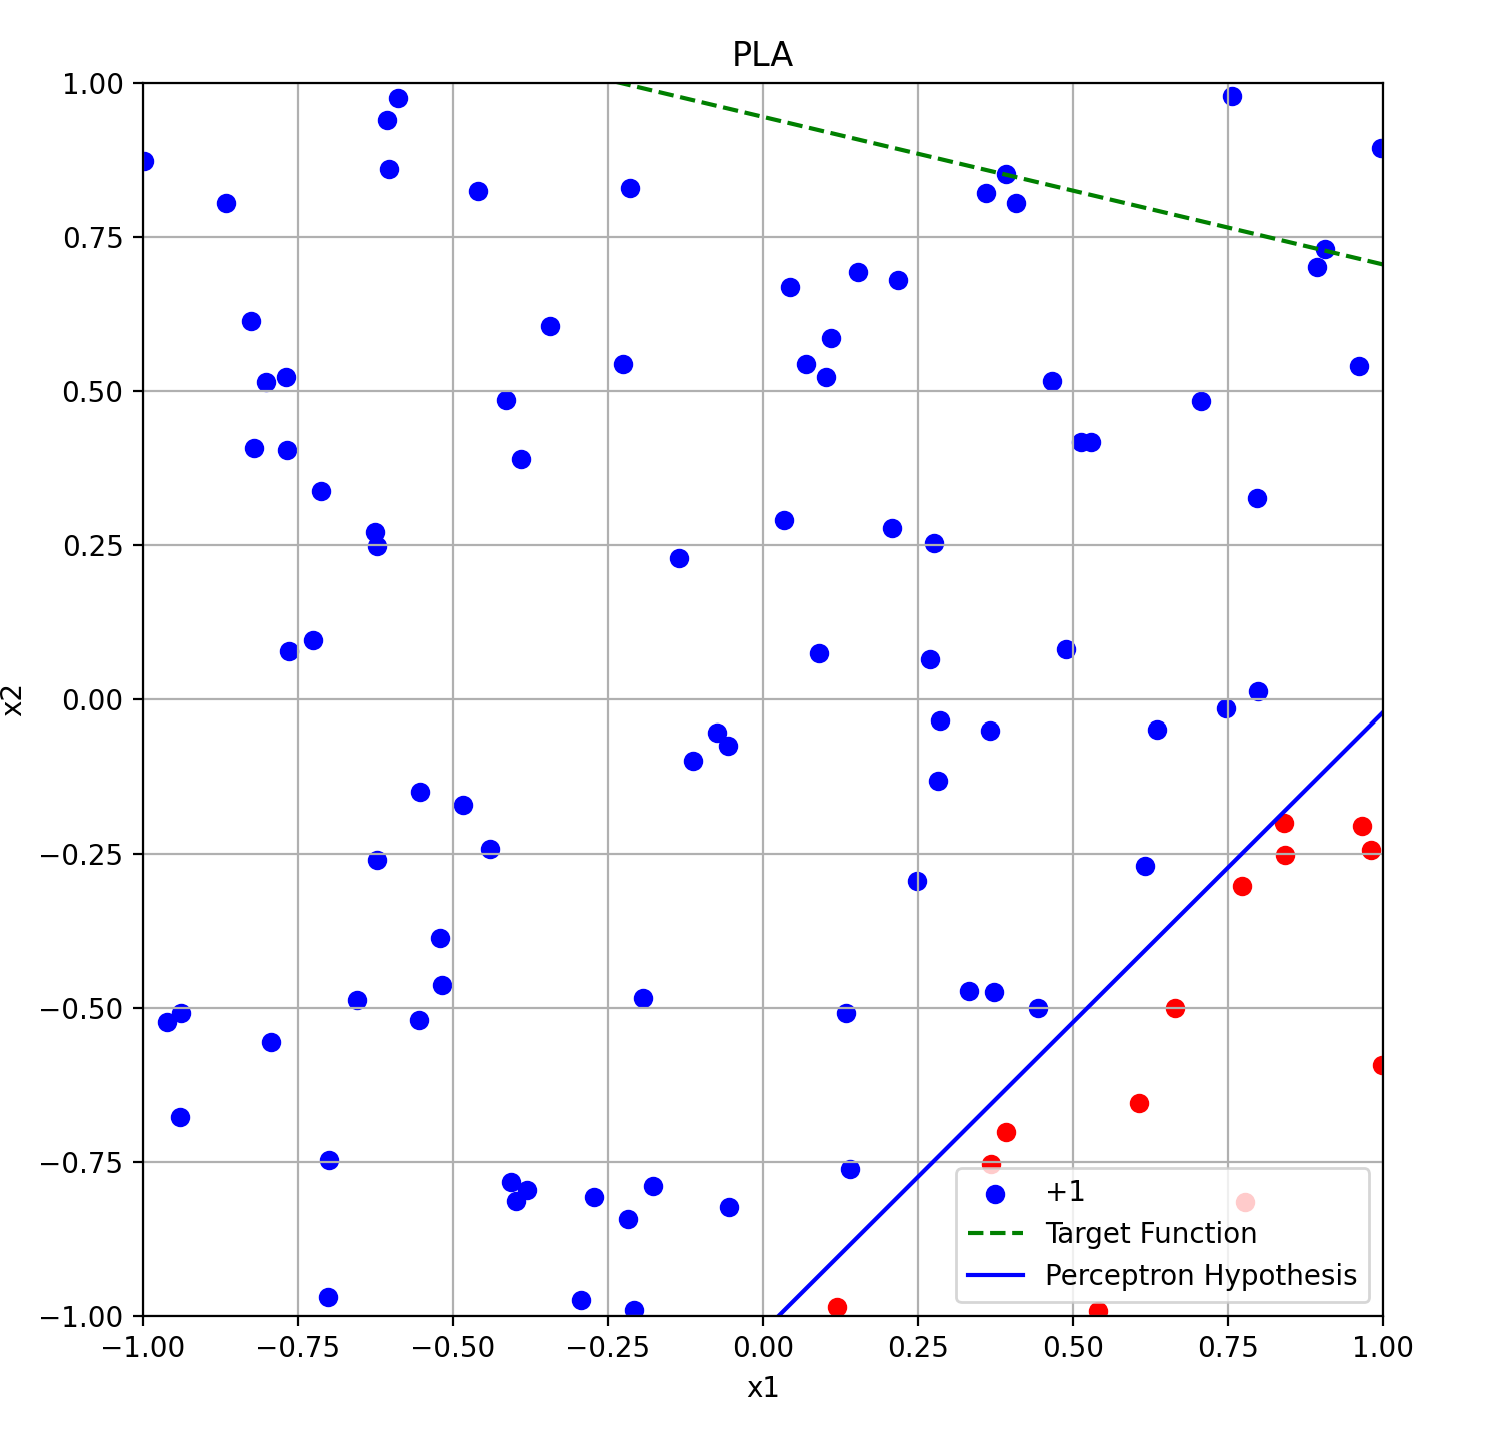 PLA
1.00
0.75
0.50
0.25
0.00
−0.25
−0.50
−0.75
−1.00
x2
+1
Target Function
Perceptron Hypothesis
−1.00 −0.75 −0.50 −0.25 0.00 0.25 0.50 0.75 1.00
x1